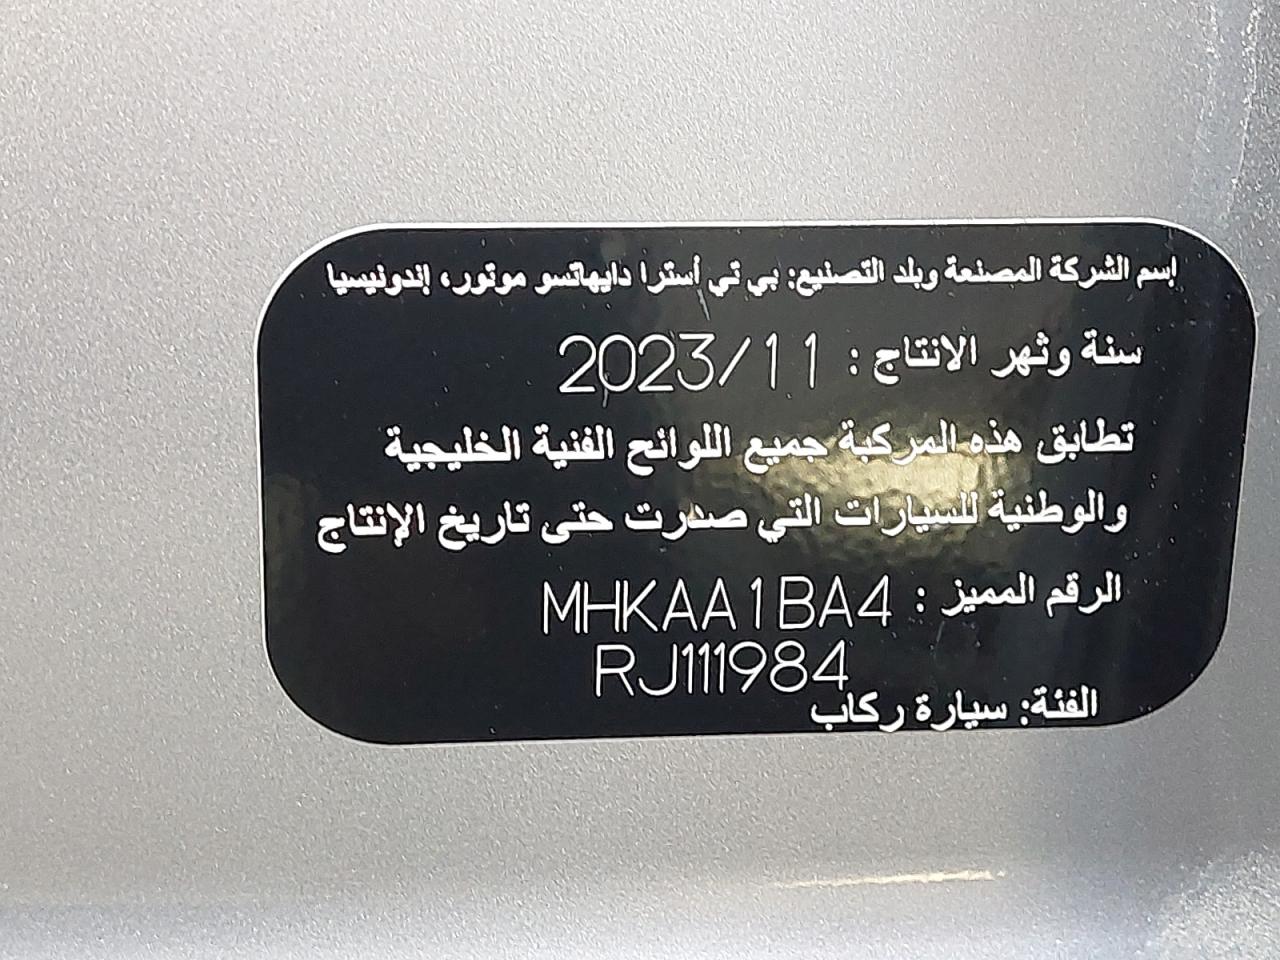 إسم الشركة المصنعة وبلد التصنيع: بي تي أسترا دايهاتسو موتور، إندونيسيا
سنة وثهر الانتاج : 2023/11
تطابق هذه المركبة جميع اللوائح الفنية الخليجية
والوطنية للسيارات التي صدرت حتى تاريخ الإنتاج
الرقم المميز : MHKAA1BA4
RJ111984
الفئة: سيارة ركاب